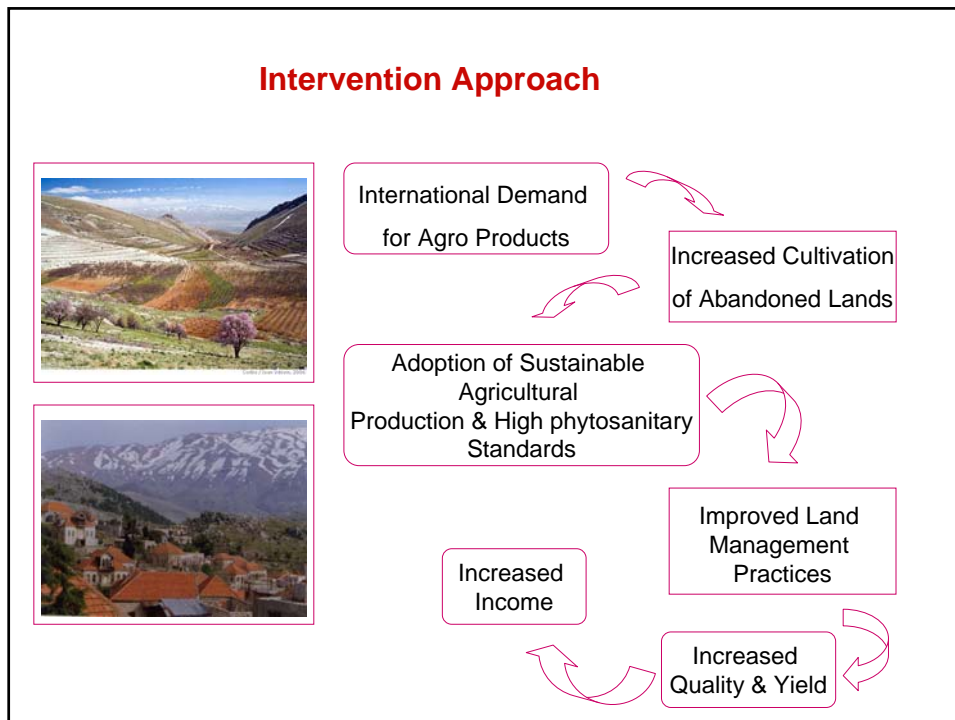 Intervention Approach
International Demand
for Agro Products
Increased Cultivation
of Abandoned Lands
Adoption of Sustainable
Agricultural
Production & High phytosanitary
Standards
Improved Land
Management
Practices
Increased
Income
Increased
Quality & Yield